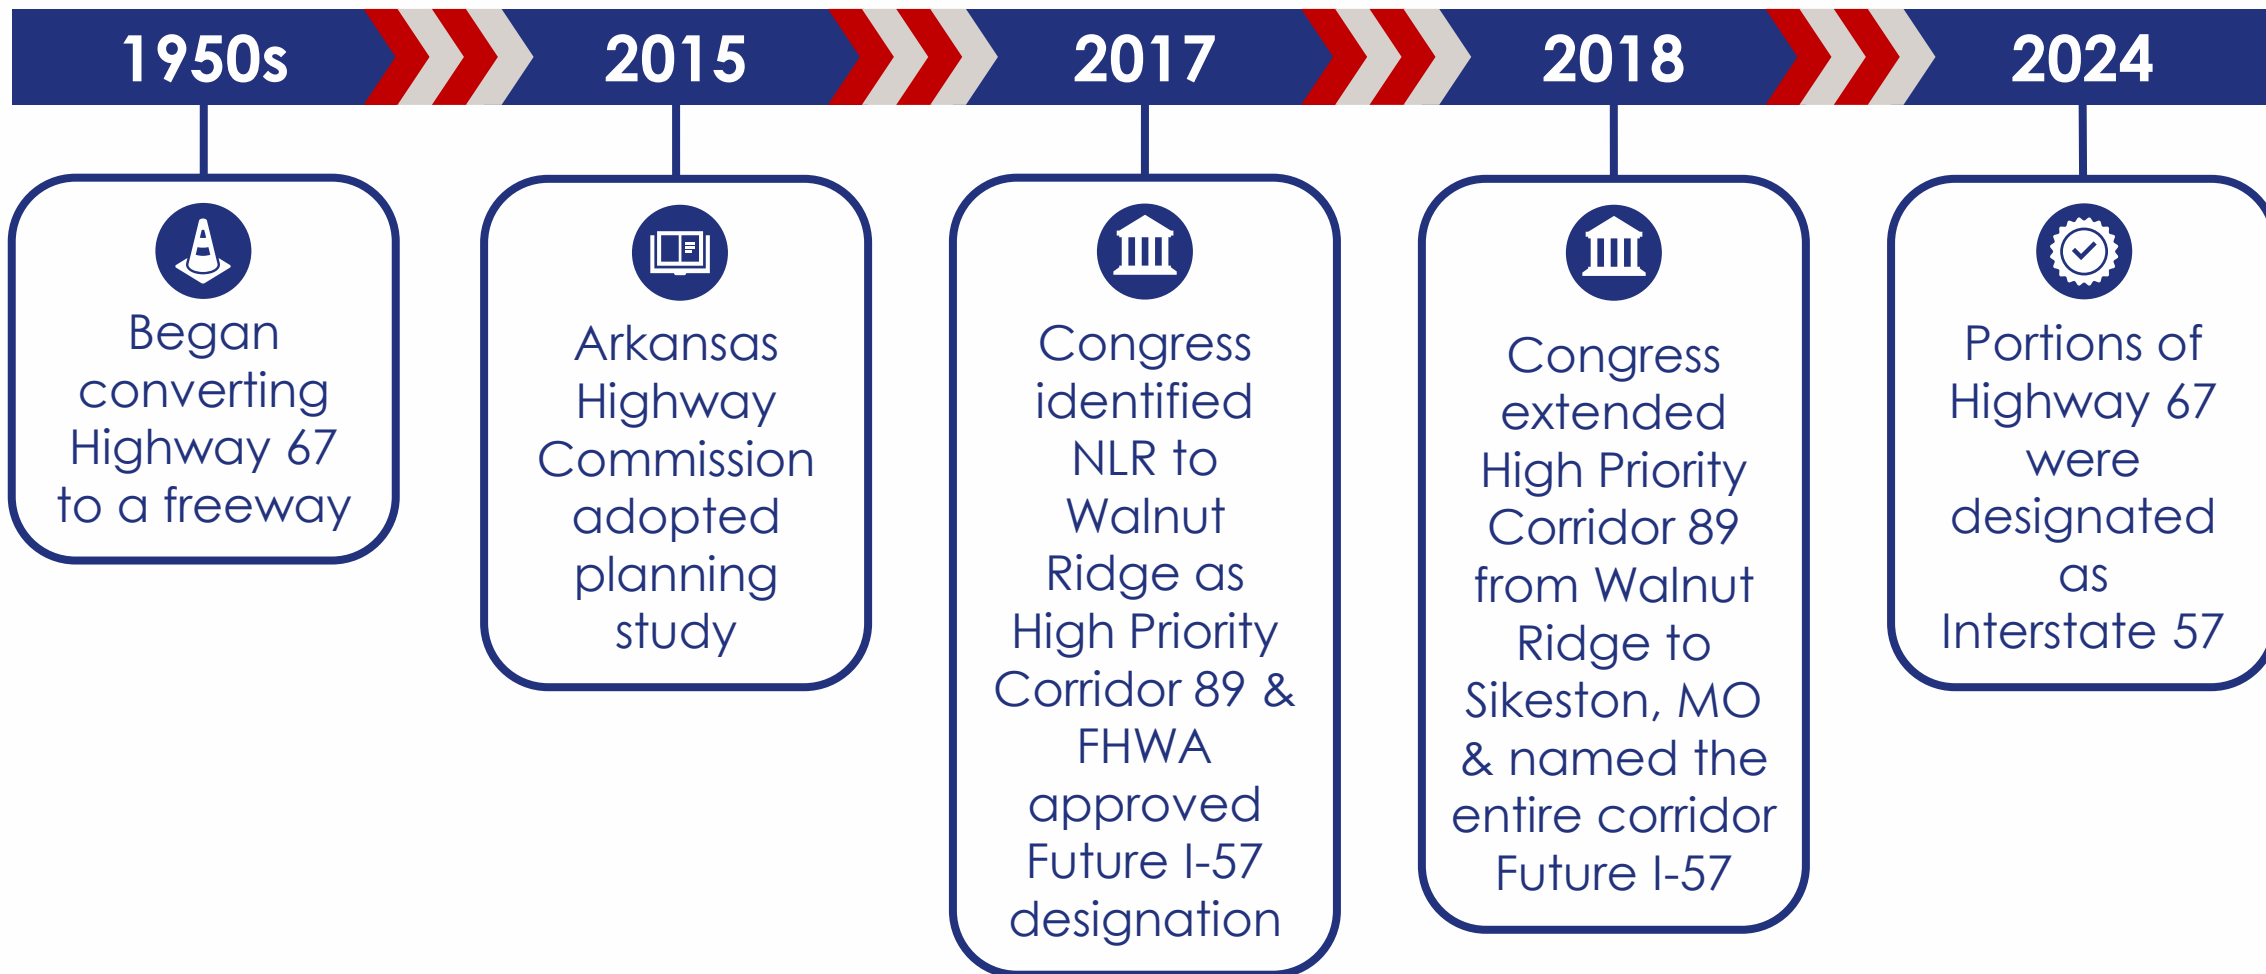 1950s
2015
2017
2018
2024
Began
converting
Highway 67
to a freeway
Arkansas
Highway
Commission
adopted
planning
study
Congress
identified
NLR to
Walnut
Ridge as
High Priority
Corridor 89 &
FHWA
approved
Future I-57
designation
Congress
extended
High Priority
Corridor 89
from Walnut
Ridge to
Sikeston, MO
& named the
entire corridor
Future I-57
Portions of
Highway 67
were
designated
as
Interstate 57